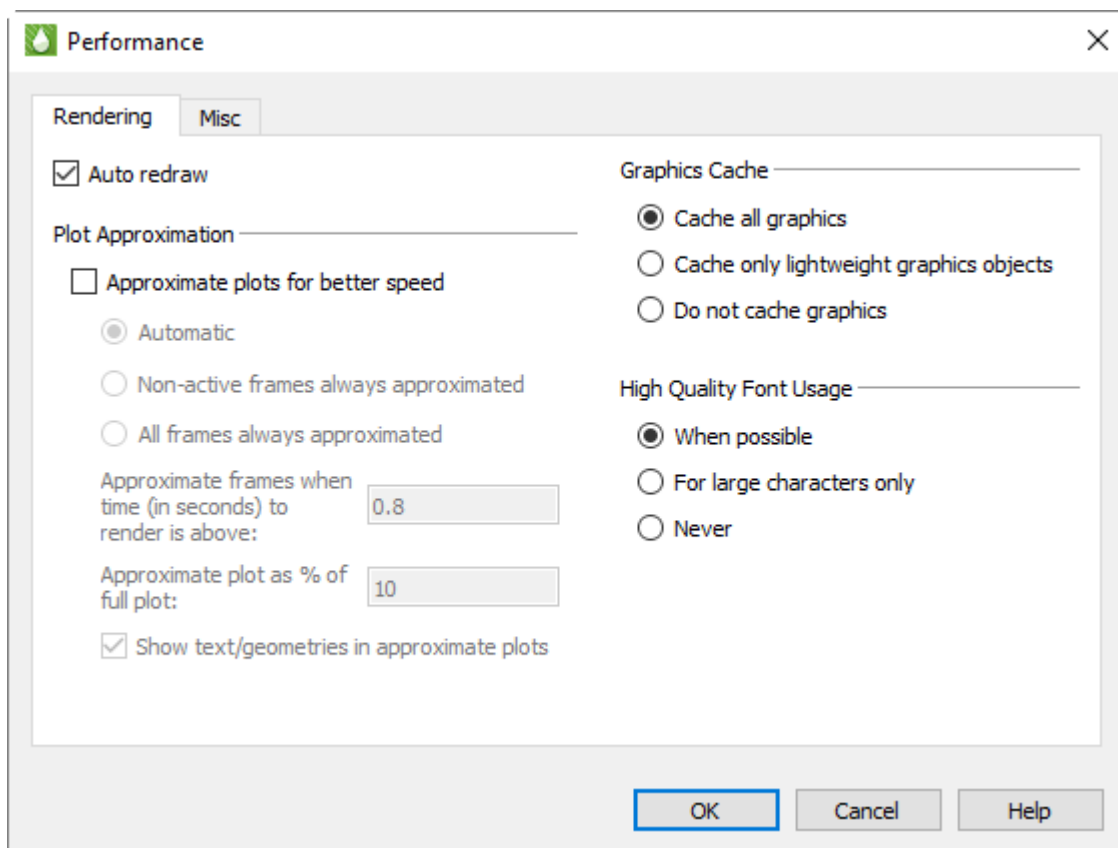 Performance
Rendering
Misc
Auto redraw
Plot Approximation
Approximate plots for better speed
Automatic
Non-active frames always approximated
All frames always approximated
Approximate frames when
time (in seconds) to
render is above:
0.8
Approximate plot as % of
full plot:
10
Show text/geometries in approximate plots
Graphics Cache
Cache all graphics
Cache only lightweight graphics objects
Do not cache graphics
High Quality Font Usage
When possible
For large characters only
Never
OK
Cancel
Help